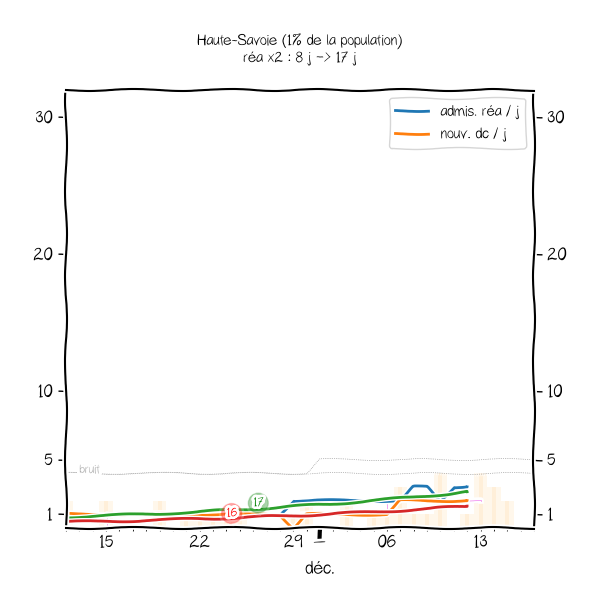 Haute-Savoie (1% de la population)
réa x2 : 8 j -> 17 j
admis. réa / j
nouv. dc / j
30 30
20 20
10 10
5 5
bruit
17
16
1 1
15 22 29 06 13
déc.